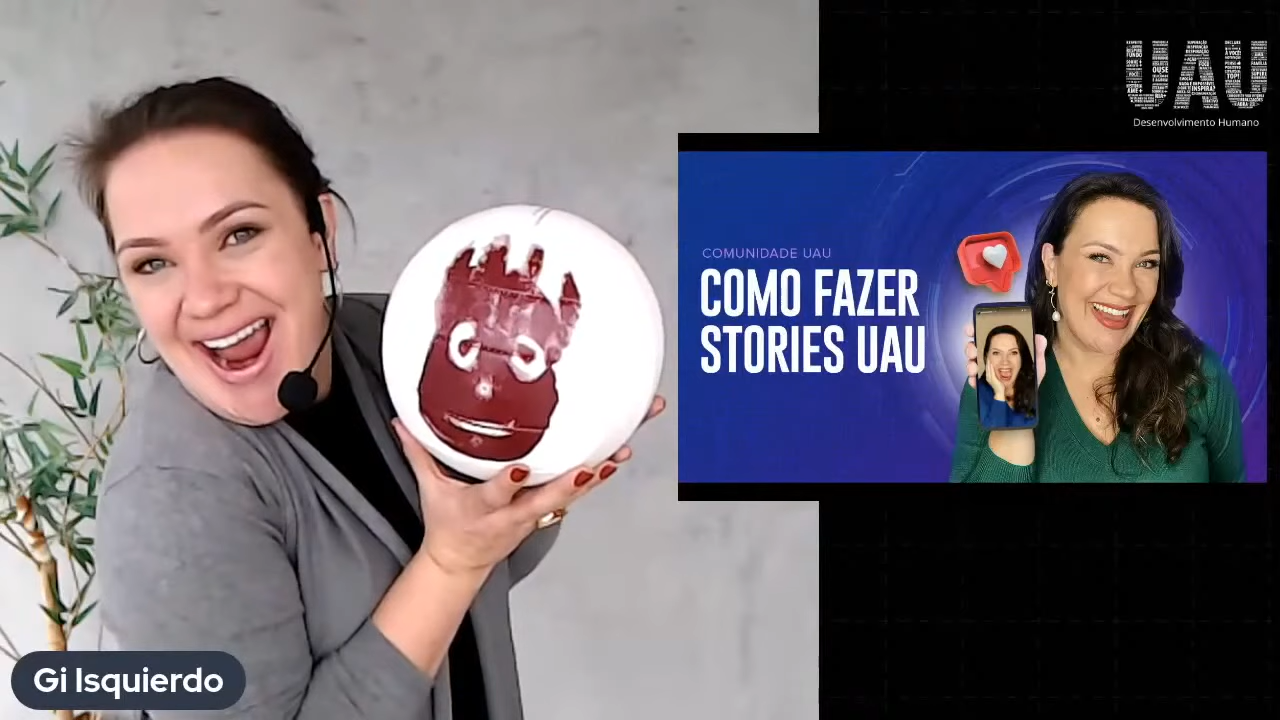 UAU
Desenvolvimento Humano
COMUNIDADE UAU
COMO FAZER
STORIES UAU
Gi Isquierdo